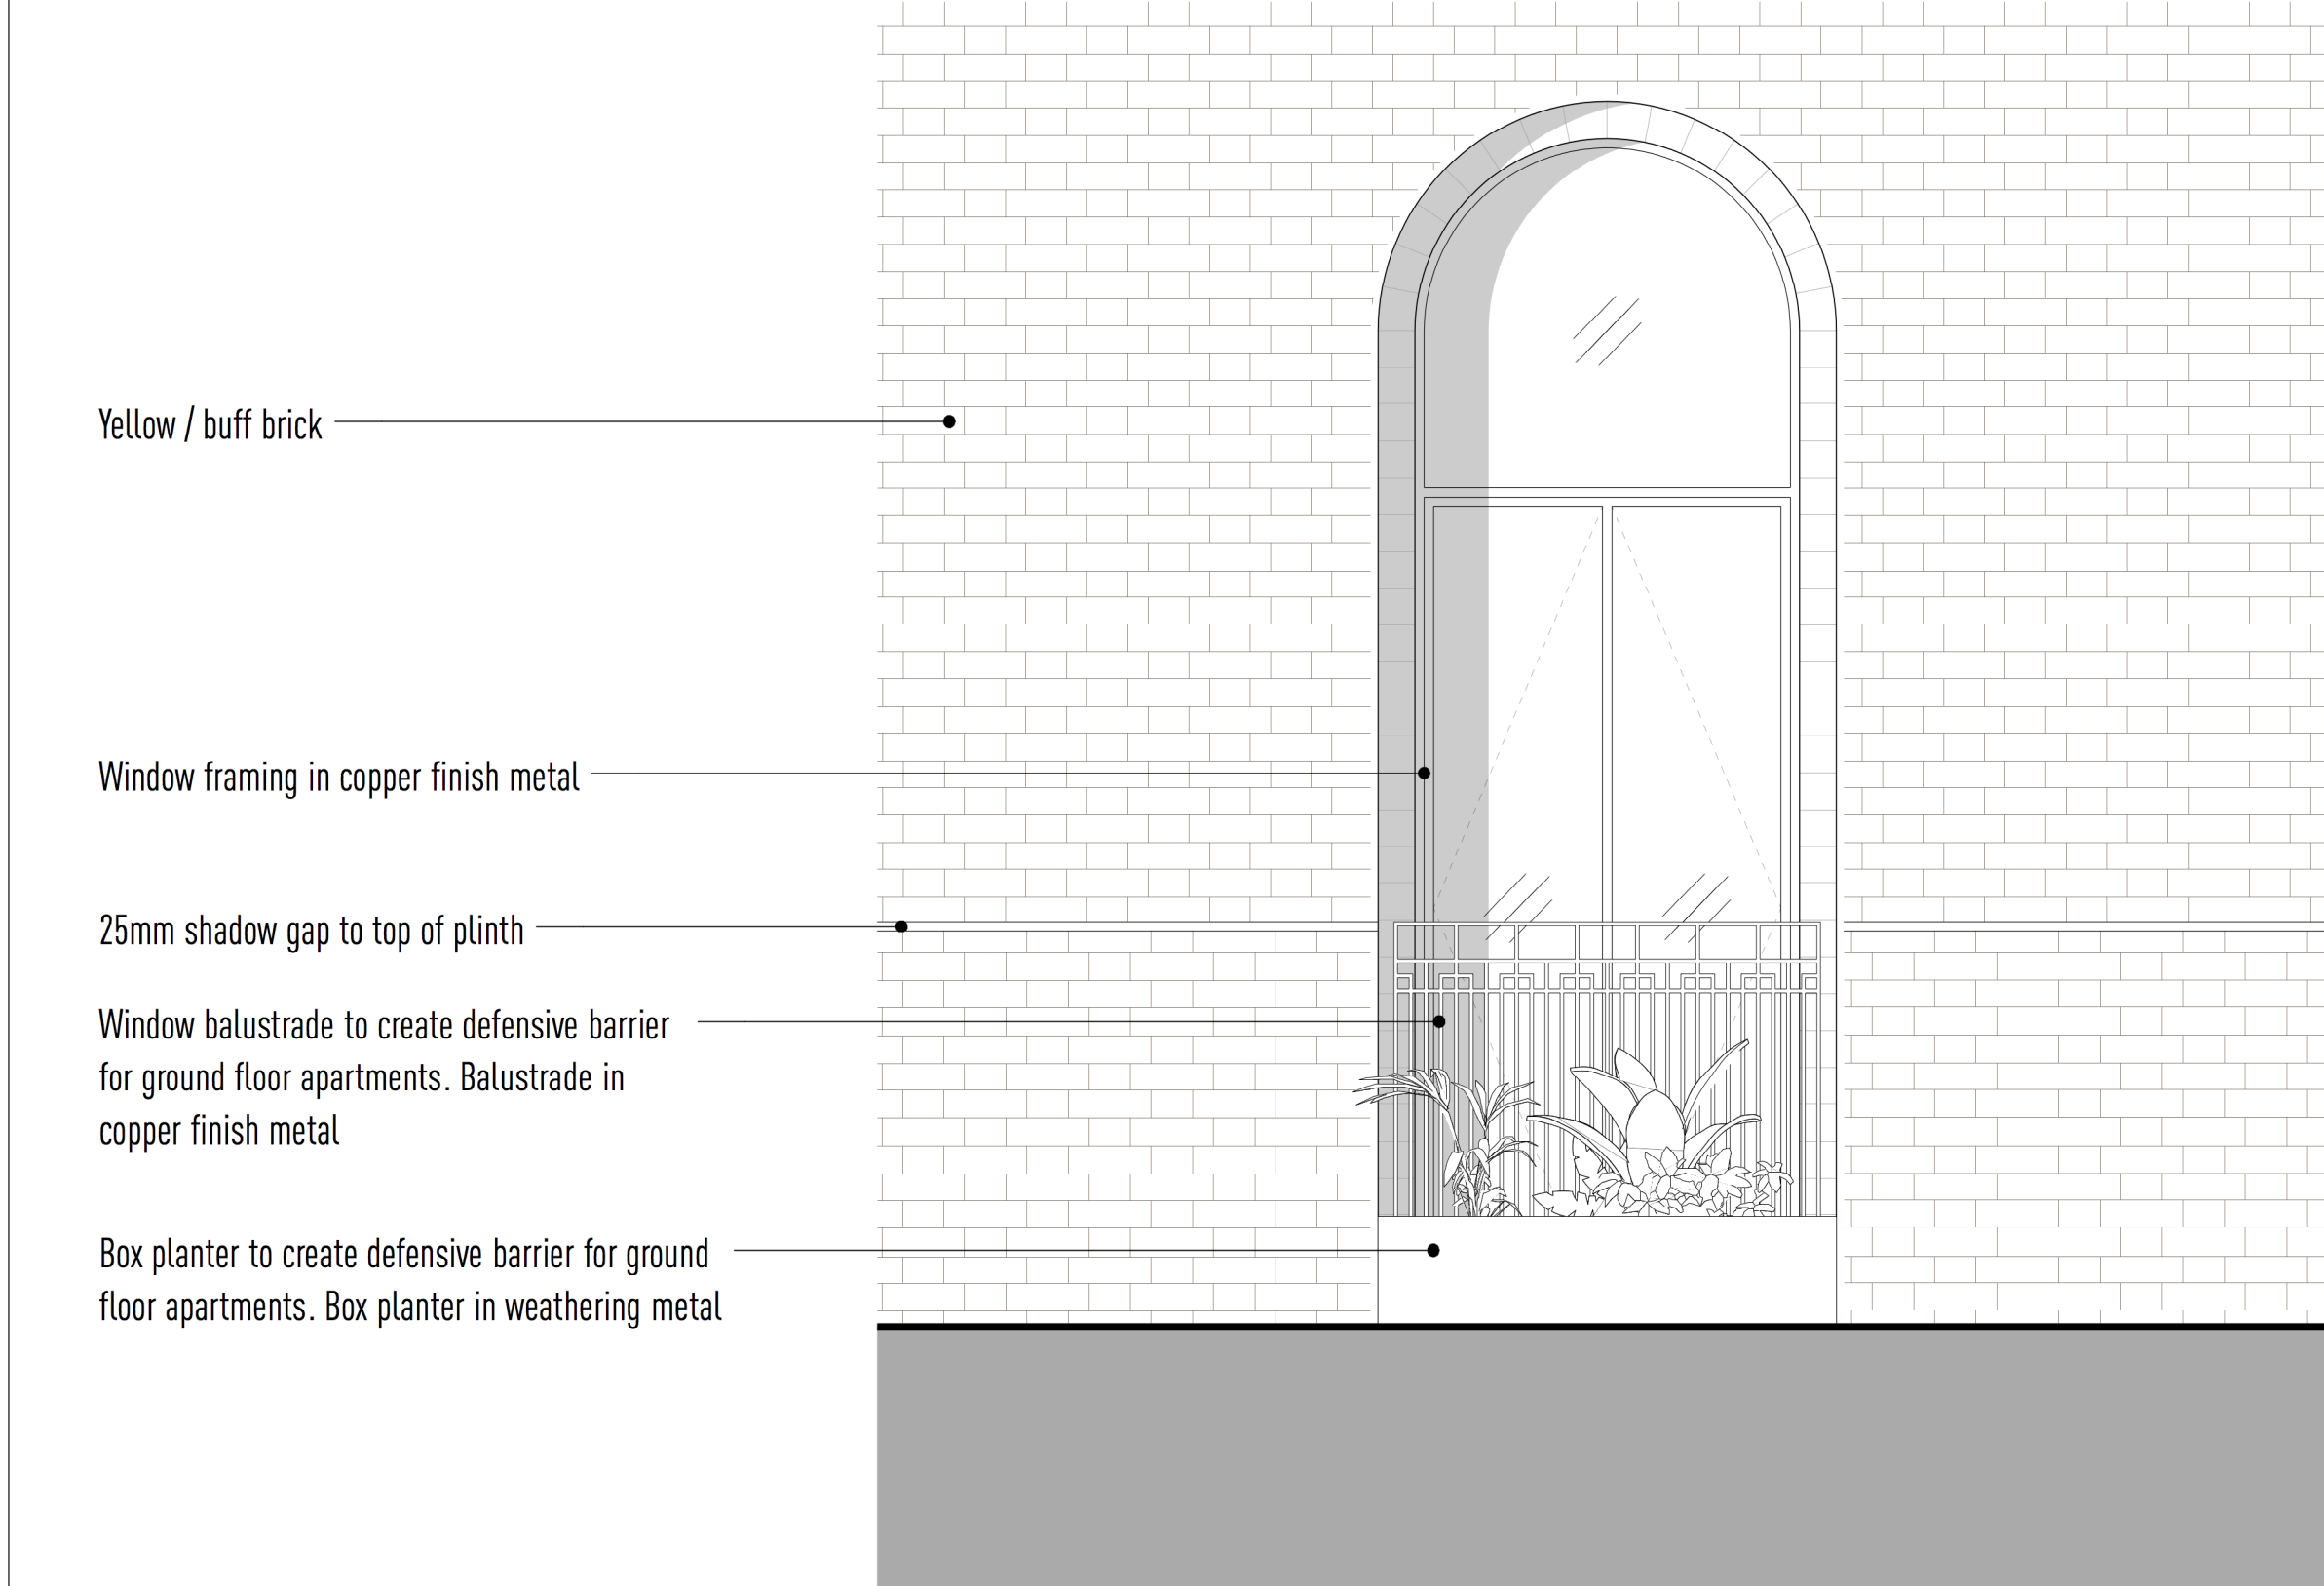 Yellow / buff brick
Window framing in copper finish metal
25mm shadow gap to top of plinth
Window balustrade to create defensive barrier
for ground floor apartments. Balustrade in
copper finish metal
Box planter to create defensive barrier for ground
floor apartments. Box planter in weathering metal